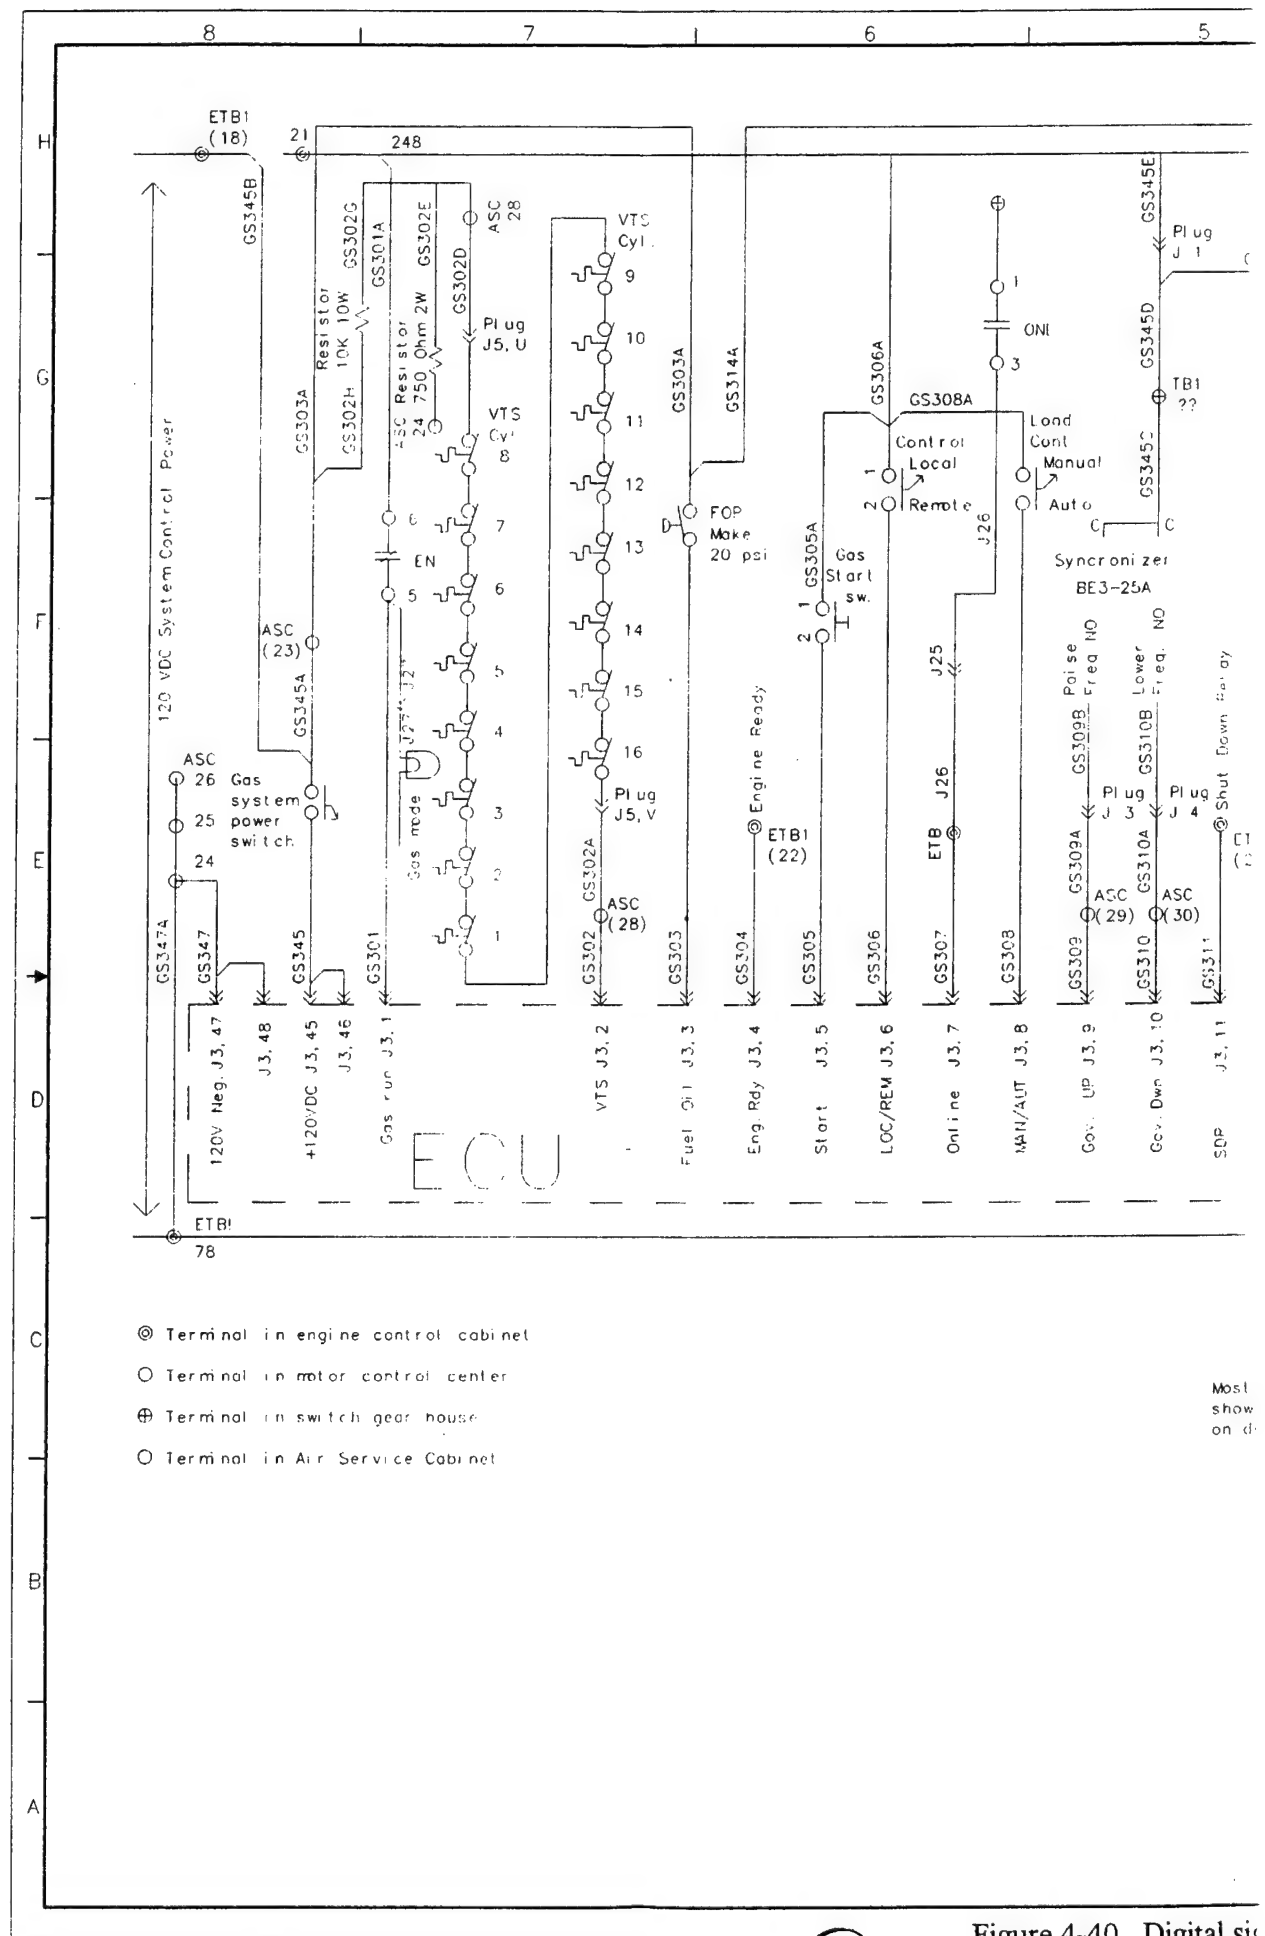 8
7
6
5
H
G
F
E
D
C
B
A
ETB1
(18)
21
248
GS345B
GS303A
Resistor
10K 10W
GS302G
GS302H
GS301A
ASC Resistor
24 750 Ohm 2W
GS302E
GS302D
ASC
28
Plug
J5, U
VTS
8
7
6
5
4
3
2
1
VTS
Cyl.
9
10
11
12
13
14
15
16
Plug
J5, V
GS302A
ASC
(28)
GS303A
GS314A
FOP
Make
20 psi
Engine Ready
ETB1
(22)
GS306A
GS308A
Control
Local
1
2
Remote
GS305A
Gas
Start
sw.
1
2
1
3
J26
J25
J26
ETB
Manual
Auto
GS345E
Plug
J 1
GS345D
TB1
??
GS345C
C
C
Syncronizer
BE3-25A
Freq NO
GS309B
Lower
NO
GS310B
Plug
J 3
Plug
J 4
GS309A
GS310A
ASC
(29)
ASC
(30)
Shut Down
120 VDC System Control Power
6
EN
5
Gas mode
ASC
(23)
GS345A
ASC
26
25
24
Gas
system
power
switch
GS347A
GS347
GS345
GS301
GS302
GS303
GS304
GS305
GS306
GS307
GS308
GS309
GS310
GS311
120V Neg. J3, 47
J3, 48
+120VDC J3, 45
J3, 46
Gas run J3, 1
VTS J3, 2
Fuel Oil J3, 3
Eng. Rdy J3, 4
Start J3, 5
LOC/REM J3, 6
Online J3, 7
MAN/AUT J3, 8
Gov. UP J3, 9
Gov. Dwn J3, 10
J3, 11
ECU
78
Terminal in engine control cabinet
Terminal in motor control center
Terminal in switch gear house
Terminal in Air Service Cabinet
Most
show
on
Figure 4-40. Digital